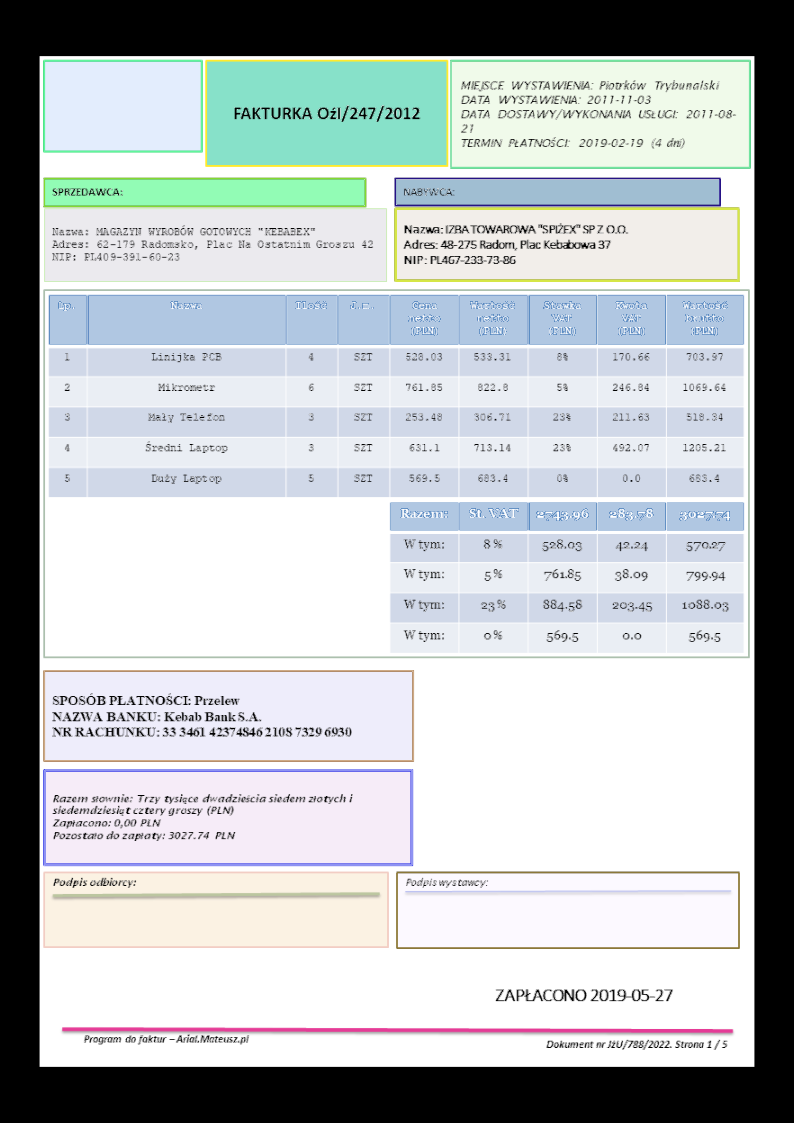 FAKTURKA Oźl/247/2012
MIEJSCE WYSTAWIENIA: Piotrków Trybunalski
DATA WYSTAWIENIA: 2011-11-03
DATA DOSTAWY/WYKONANIA USŁUGI: 2011-08-
21
TERMIN PŁATNOŚCI: 2019-02-19 (4 dni)
SPRZEDAWCA:
NABYWCA:
Nazwa: MAGAZYN WYROBÓW GOTOWYCH "KEBABEX"
Adres: 62-179 Radomsko, Plac Na Ostatnim Groszu 42
NIP: PL409-391-60-23
Nazwa: IZBA TOWAROWA "SPIŻEX" SP Z O.O.
Adres: 48-275 Radom, Plac Kebabowa 37
NIP: PL467-233-73-86
Lp. Nazwa Ilość J.m. Cena netto (PLN) Wartość netto (PLN) Stawka VAT (PLN) Kwota VAT (PLN) Wartość brutto (PLN)
1 Linijka PCB 4 SZT 528.03 533.31 8% 170.66 703.97
2 Mikrometr 6 SZT 761.85 822.8 5% 246.84 1069.64
3 Mały Telefon 3 SZT 253.48 306.71 23% 211.63 518.34
4 Średni Laptop 3 SZT 631.1 713.14 23% 492.07 1205.21
5 Duży Laptop 5 SZT 569.5 683.4 0% 0.0 683.4
Razem: St. VAT 2743.96 283.78 3027.74
W tym: 8 % 528.03 42.24 570.27
W tym: 5 % 761.85 38.09 799.94
W tym: 23 % 884.58 203.45 1088.03
W tym: 0 % 569.5 0.0 569.5
SPOSÓB PŁATNOŚCI: Przelew
NAZWA BANKU: Kebab Bank S.A.
NR RACHUNKU: 33 3461 4237 4846 2108 7329 6930
Razem słownie: Trzy tysiące dwadzieścia siedem złotych i
siedemdziesiąt cztery groszy (PLN)
Zapłacono: 0,00 PLN
Pozostało do zapłaty: 3027.74 PLN
Podpis odbiorcy:
Podpis wystawcy:
ZAPŁACONO 2019-05-27
Program do faktur – Arial.Mateusz.pl
Dokument nr JżU/788/2022. Strona 1 / 5